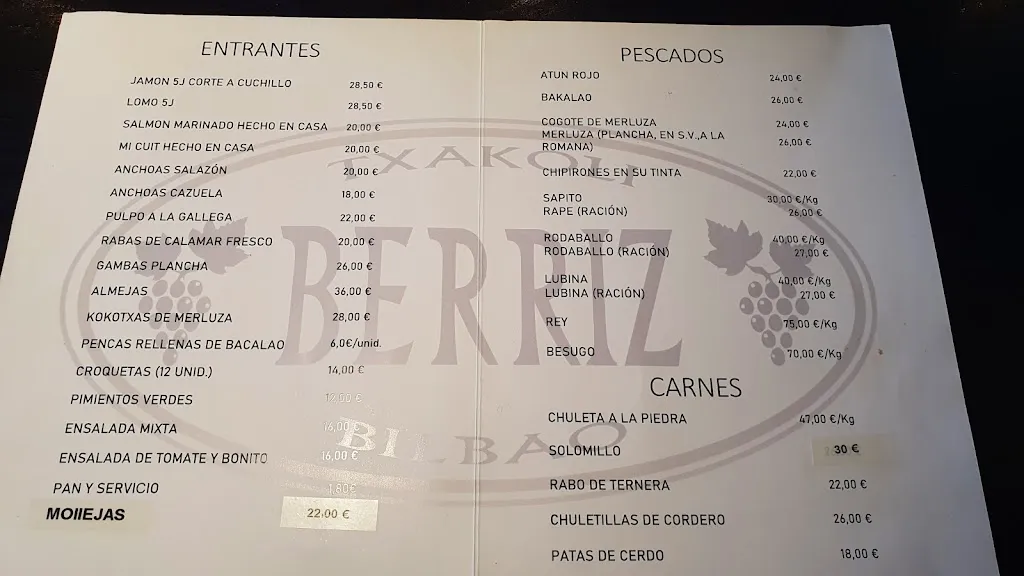 ENTRANTES
JAMON 5J CORTE A CUCHILLO 28,50 €
LOMO 5J 28,50 €
SALMON MARINADO HECHO EN CASA 20,00 €
MI CUIT HECHO EN CASA 20,00 €
ANCHOAS SALAZÓN 20,00 €
ANCHOAS CAZUELA 18,00 €
PULPO A LA GALLEGA 22,00 €
RABAS DE CALAMAR FRESCO 20,00 €
GAMBAS PLANCHA 26,00 €
ALMEJAS 36,00 €
KOKOTXAS DE MERLUZA 28,00 €
PENCAS RELLENAS DE BACALAO 6,0€/unid.
CROQUETAS (12 UNID.) 14,00 €
PIMIENTOS VERDES 12,50 €
ENSALADA MIXTA 16,00 €
ENSALADA DE TOMATE Y BONITO 16,00 €
PAN Y SERVICIO 1,80€
MOllEJAS 22,00 €
PESCADOS
ATUN ROJO 24,00 €
BAKALAO 26,00 €
COGOTE DE MERLUZA 24,00 €
MERLUZA (PLANCHA, EN S.V.,A LA
ROMANA) 26,00 €
CHIPIRONES EN SU TINTA 22,00 €
SAPITO 30,00 €/Kg
RAPE (RACIÓN) 26,00 €
RODABALLO 40,00 €/Kg
RODABALLO (RACIÓN) 27,00 €
LUBINA 40,00 €/Kg
LUBINA (RACIÓN) 27,00 €
REY 75,00 €/Kg
BESUGO 70,00 €/Kg
CARNES
CHULETA A LA PIEDRA 47,00 €/Kg
SOLOMILLO 30 €
RABO DE TERNERA 22,00 €
CHULETILLAS DE CORDERO 26,00 €
PATAS DE CERDO 18,00 €
TXAKOLI
BERRIZ
BILBAO